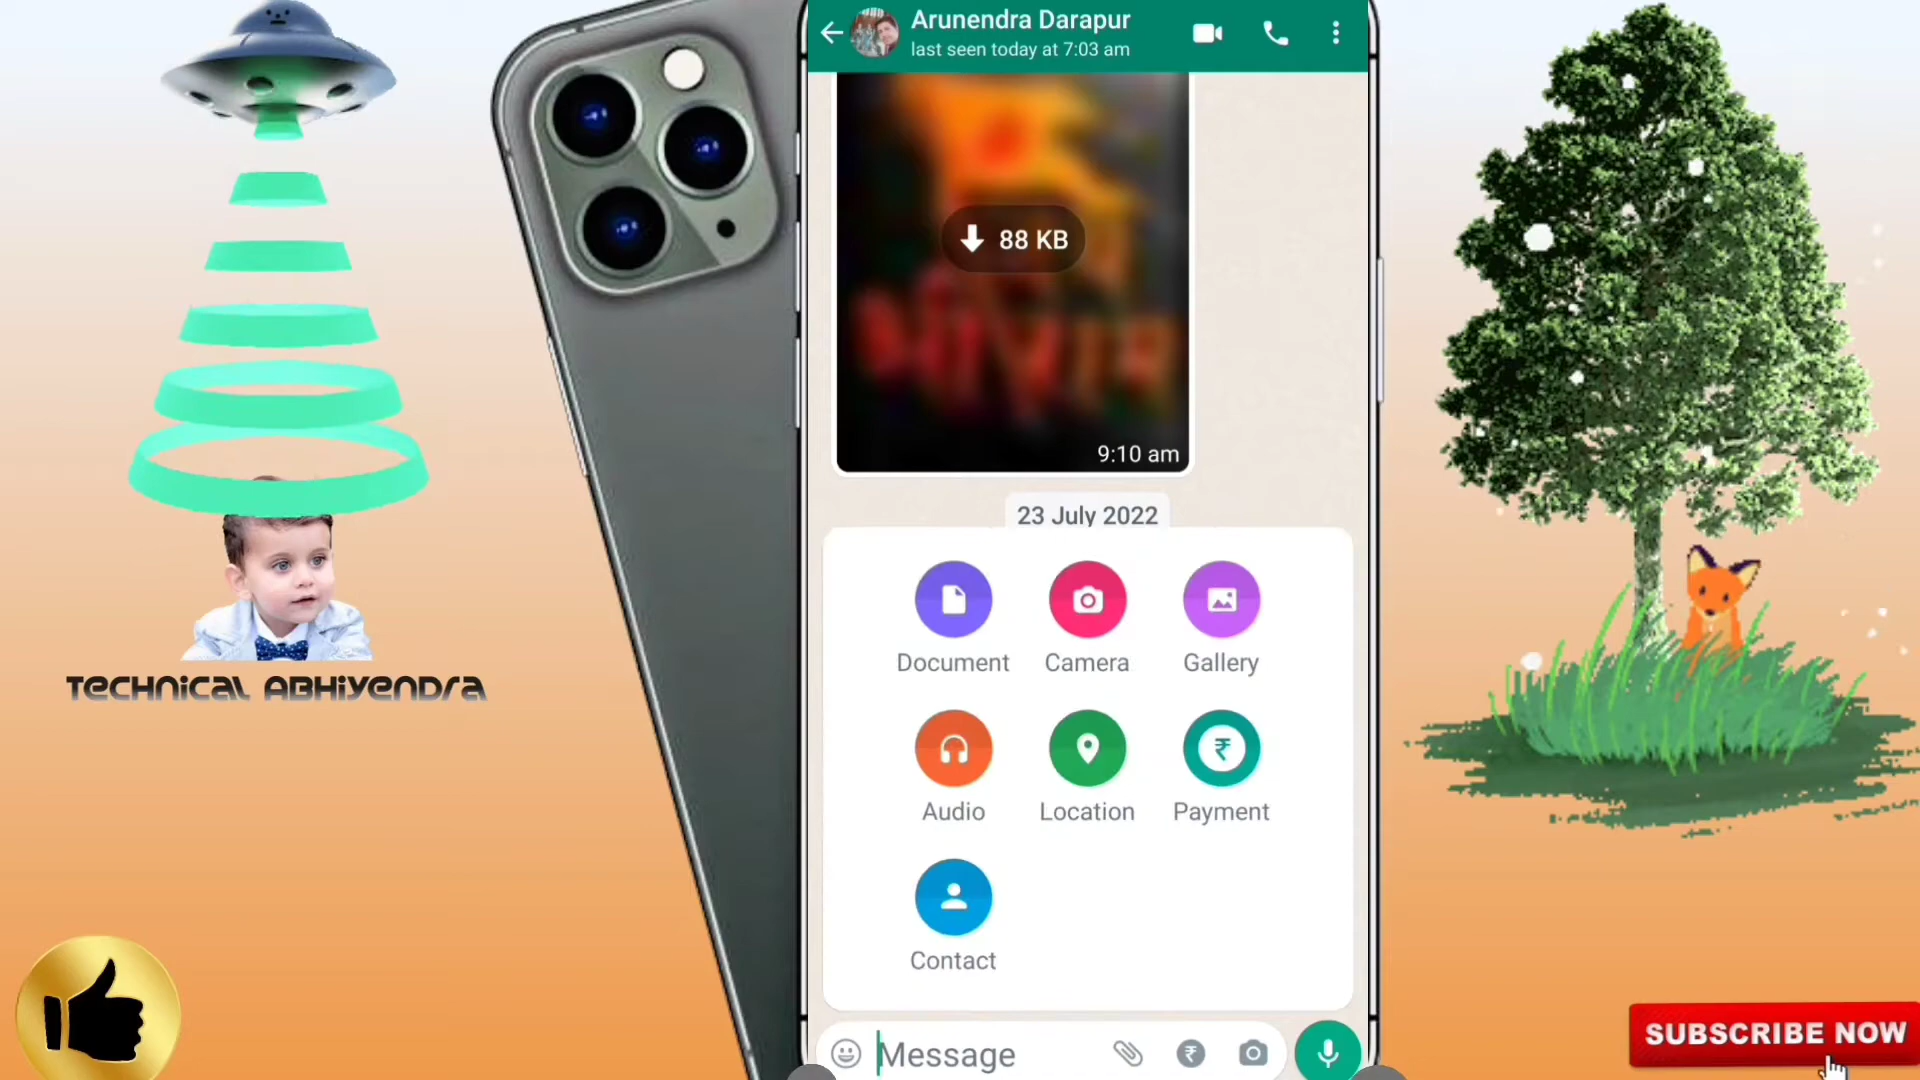 Arunendra Darapur
last seen today at 7:03 am
88 KB
9:10 am
23 July 2022
Document
Camera
Gallery
Audio
Location
Payment
Contact
Message
TECHNICAL ABHIYENDRA
SUBSCRIBE NOW